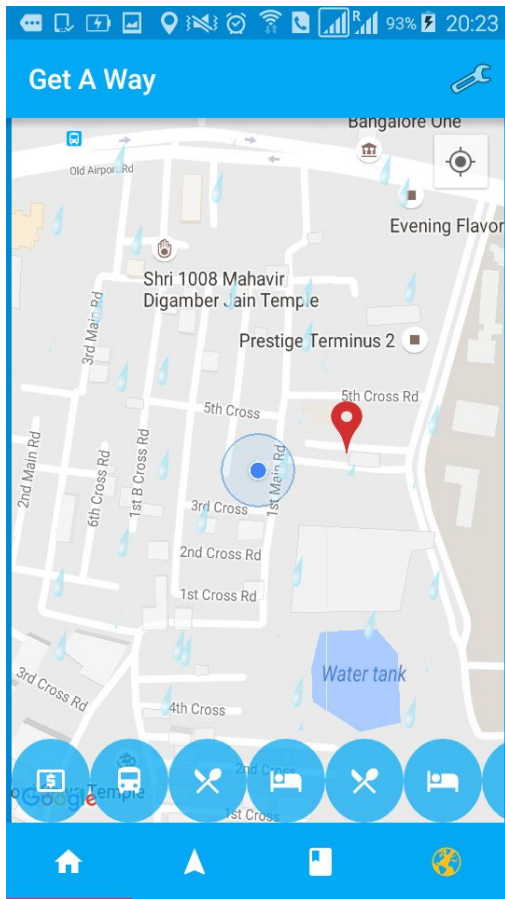 R
93%
20:23
Get A Way
Bangalore One
Old Airport Rd
Evening Flavor
Shri 1008 Mahavir
Digamber Jain Temple
3rd Main Rd
Prestige Terminus 2
5th Cross Rd
5th Cross
2nd Main Rd
6th Cross Rd
1st B Cross Rd
1st Main Rd
3rd Cross
2nd Cross Rd
1st Cross Rd
3rd Cross Rd
Water tank
4th Cross
2nd Cross
Google
Temple
1st Cross